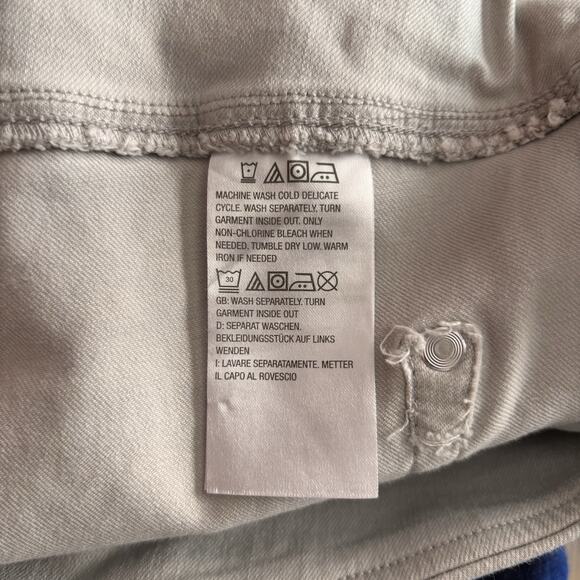 MACHINE WASH COLD DELICATE
CYCLE. WASH SEPARATELY. TURN
GARMENT INSIDE OUT. ONLY
NON-CHLORINE BLEACH WHEN
NEEDED. TUMBLE DRY LOW. WARM
IRON IF NEEDED
30
GB: WASH SEPARATELY. TURN
GARMENT INSIDE OUT
D: SEPARAT WASCHEN.
BEKLEIDUNGSSTÜCK AUF LINKS
WENDEN
I: LAVARE SEPARATAMENTE. METTER
IL CAPO AL ROVESCIO